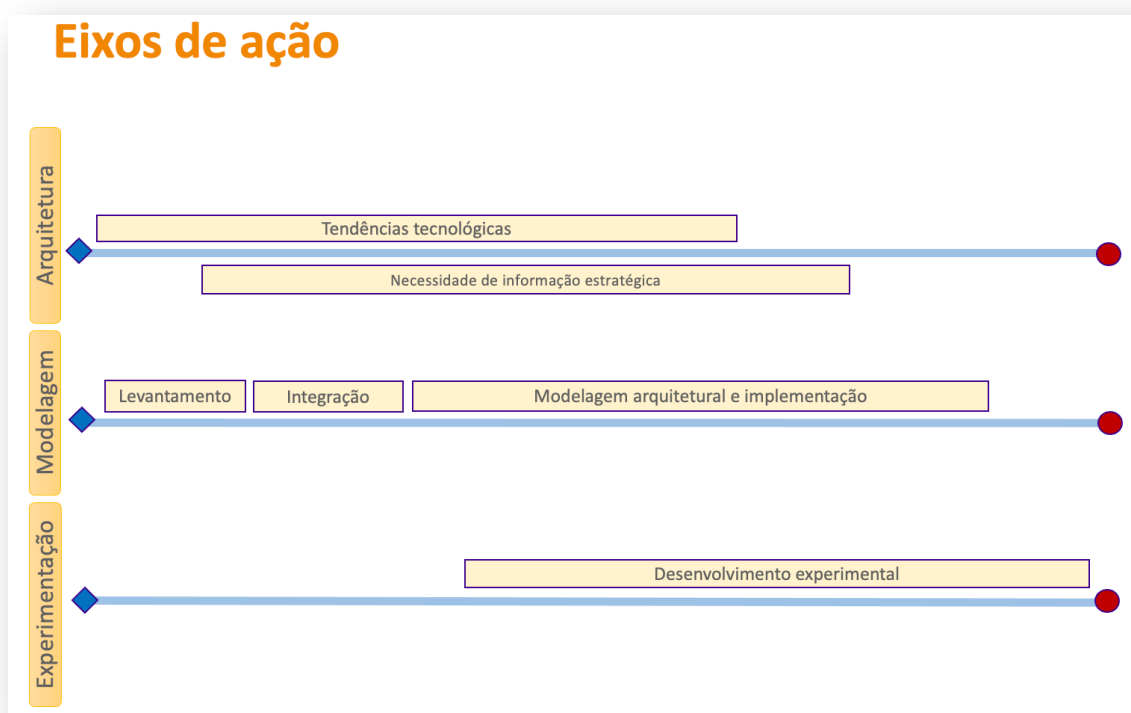 Eixos de ação
Arquitetura
Tendências tecnológicas
Necessidade de informação estratégica
Modelagem
Levantamento
Integração
Modelagem arquitetural e implementação
Experimentação
Desenvolvimento experimental